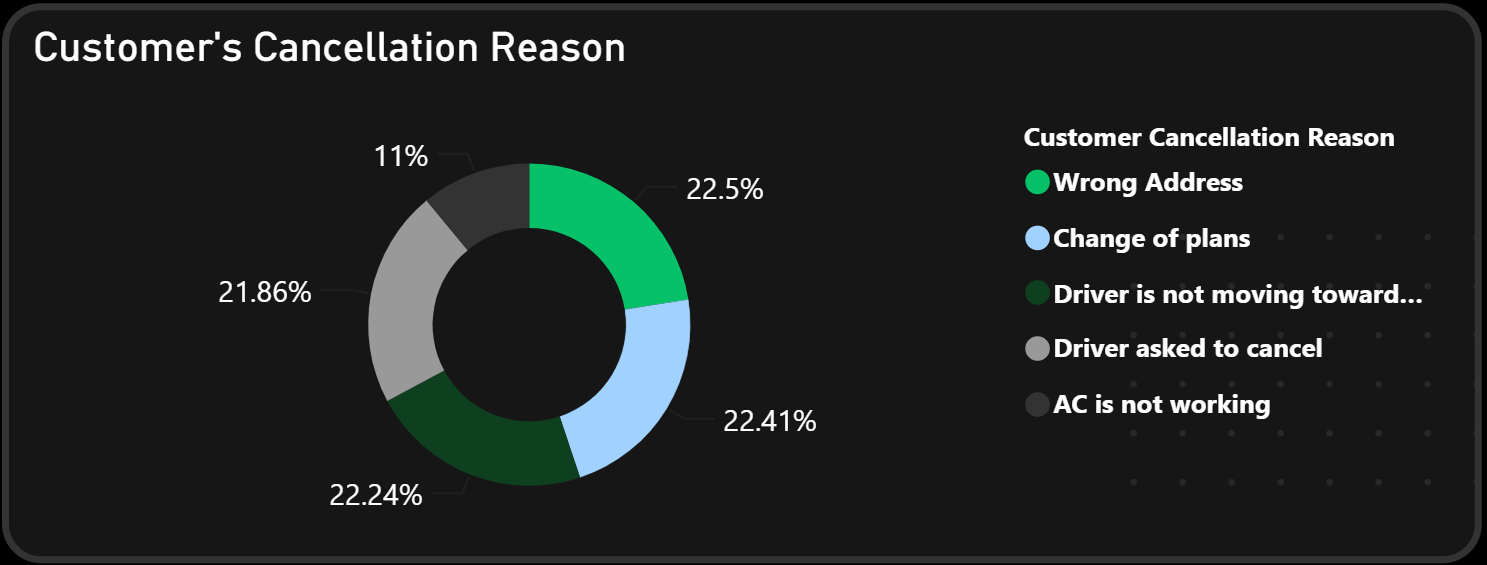 Customer's Cancellation Reason
11%
22.5%
21.86%
22.41%
22.24%
Customer Cancellation Reason
Wrong Address
Change of plans
Driver is not moving toward...
Driver asked to cancel
AC is not working